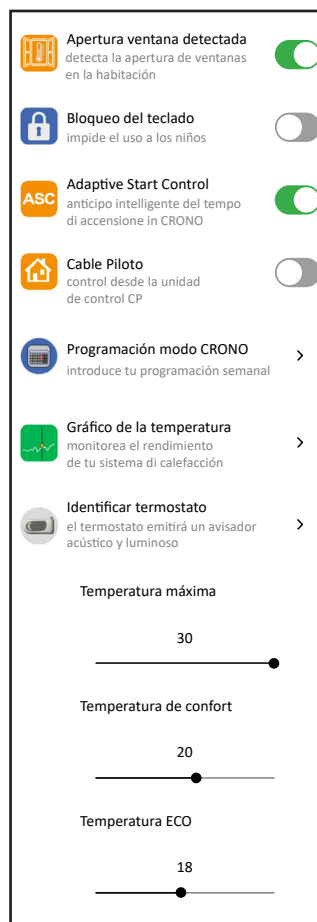 Apertura ventana detectada
detecta la apertura de ventanas
en la habitación
Bloqueo del teclado
impide el uso a los niños
ASC
Adaptive Start Control
anticipo intelligente del tempo
di accensione in CRONO
Cable Piloto
control desde la unidad
de control CP
Programación modo CRONO
introduce tu programación semanal
Gráfico de la temperatura
monitorea el rendimiento
de tu sistema di calefacción
Identificar termostato
el termostato emitirá un avisador
acústico y luminoso
Temperatura máxima
30
Temperatura de confort
20
Temperatura ECO
18